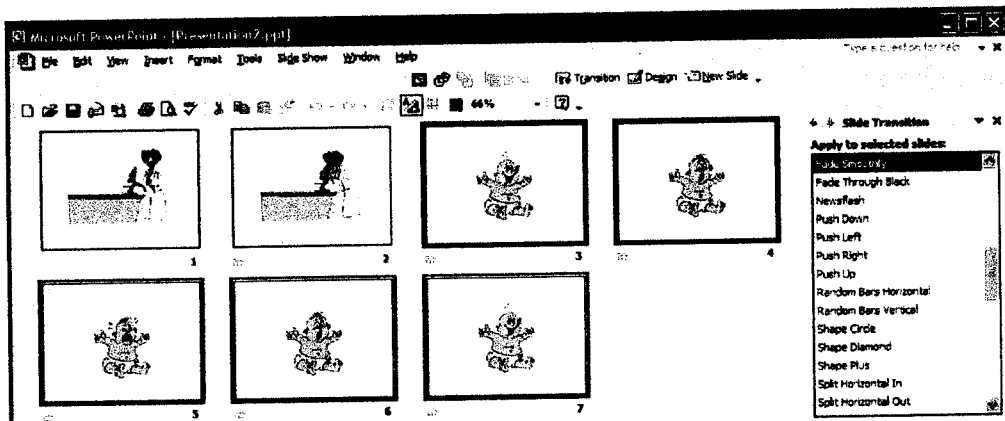 Microsoft PowerPoint - [Presentation2.ppt]
File Edit View Insert Format Tools Slide Show Window Help
Type a question for help
Transition Design New Slide
66%
Slide Transition
Apply to selected slides:
Fade Smoothly
Fade Through Black
Newsflash
Push Down
Push Left
Push Right
Push Up
Random Bars Horizontal
Random Bars Vertical
Shape Circle
Shape Diamond
Shape Plus
Split Horizontal In
Split Horizontal Out
1
2
3
4
5
6
7